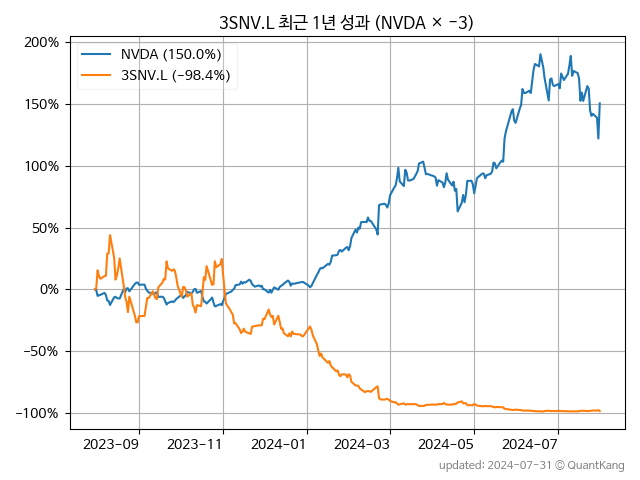 3SNV.L 최근 1년 성과 (NVDA × −3)
NVDA (150.0%)
3SNV.L (−98.4%)
200%
150%
100%
50%
0%
−50%
−100%
2023-09 2023-11 2024-01 2024-03 2024-05 2024-07
updated: 2024-07-31 © QuantKang